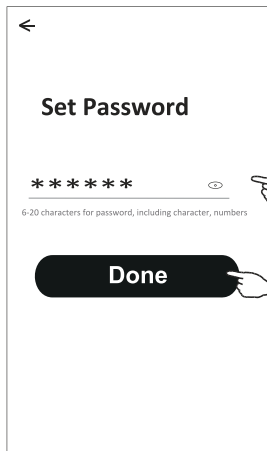 Set Password
******
6-20 characters for password, including character, numbers
Done